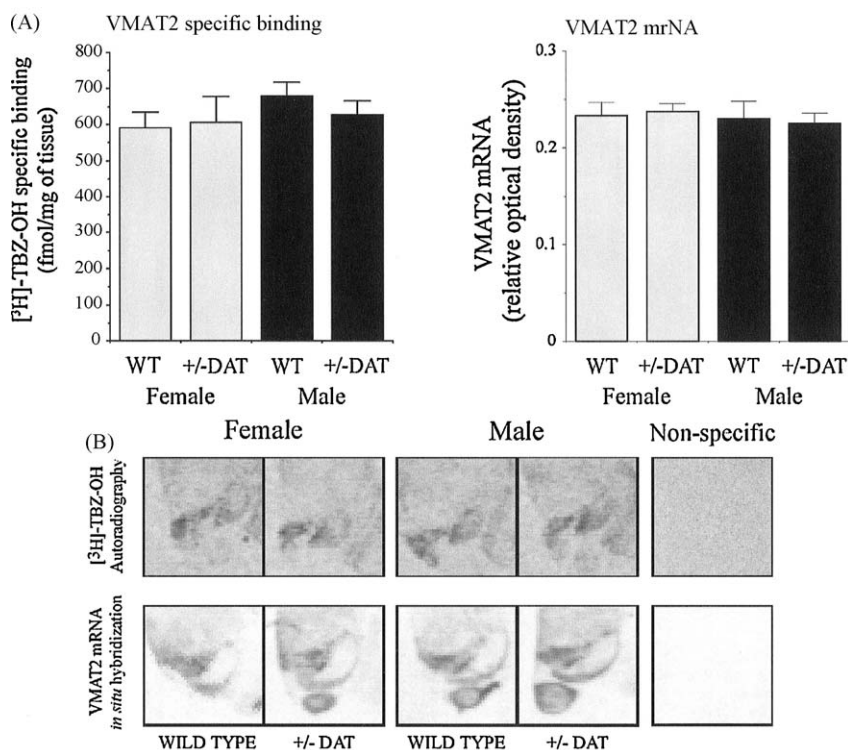 (A)
VMAT2 specific binding
[³H]-TBZ-OH specific binding
(fmol/mg of tissue)
800
700
600
500
400
300
200
100
0
WT
+/-DAT
WT
+/-DAT
Female
Male
VMAT2 mrNA
VMAT2 mRNA
(relative optical density)
0.3
0.2
0.1
0
WT
+/-DAT
WT
+/-DAT
Female
Male
(B)
Female
Male
Non-specific
[³H]-TBZ-OH
Autoradiography
VMAT2 mRNA
in situ hybridization
WILD TYPE
+/- DAT
WILD TYPE
+/- DAT